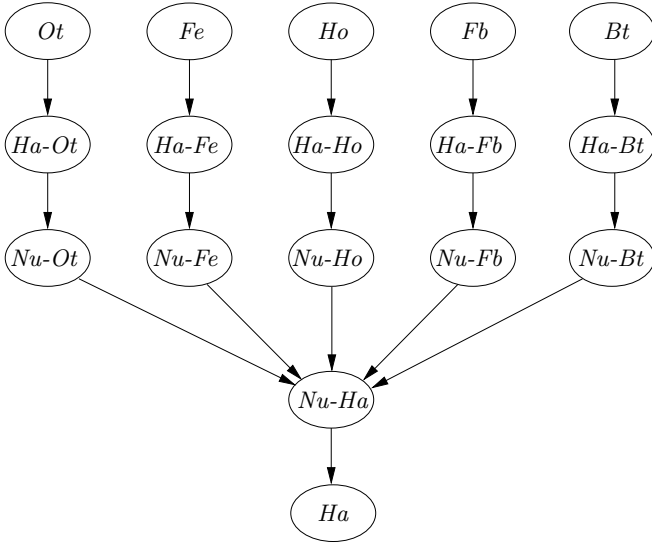 Ot Fe Ho Fb Bt
Ha-Ot Ha-Fe Ha-Ho Ha-Fb Ha-Bt
Nu-Ot Nu-Fe Nu-Ho Nu-Fb Nu-Bt
Nu-Ha
Ha